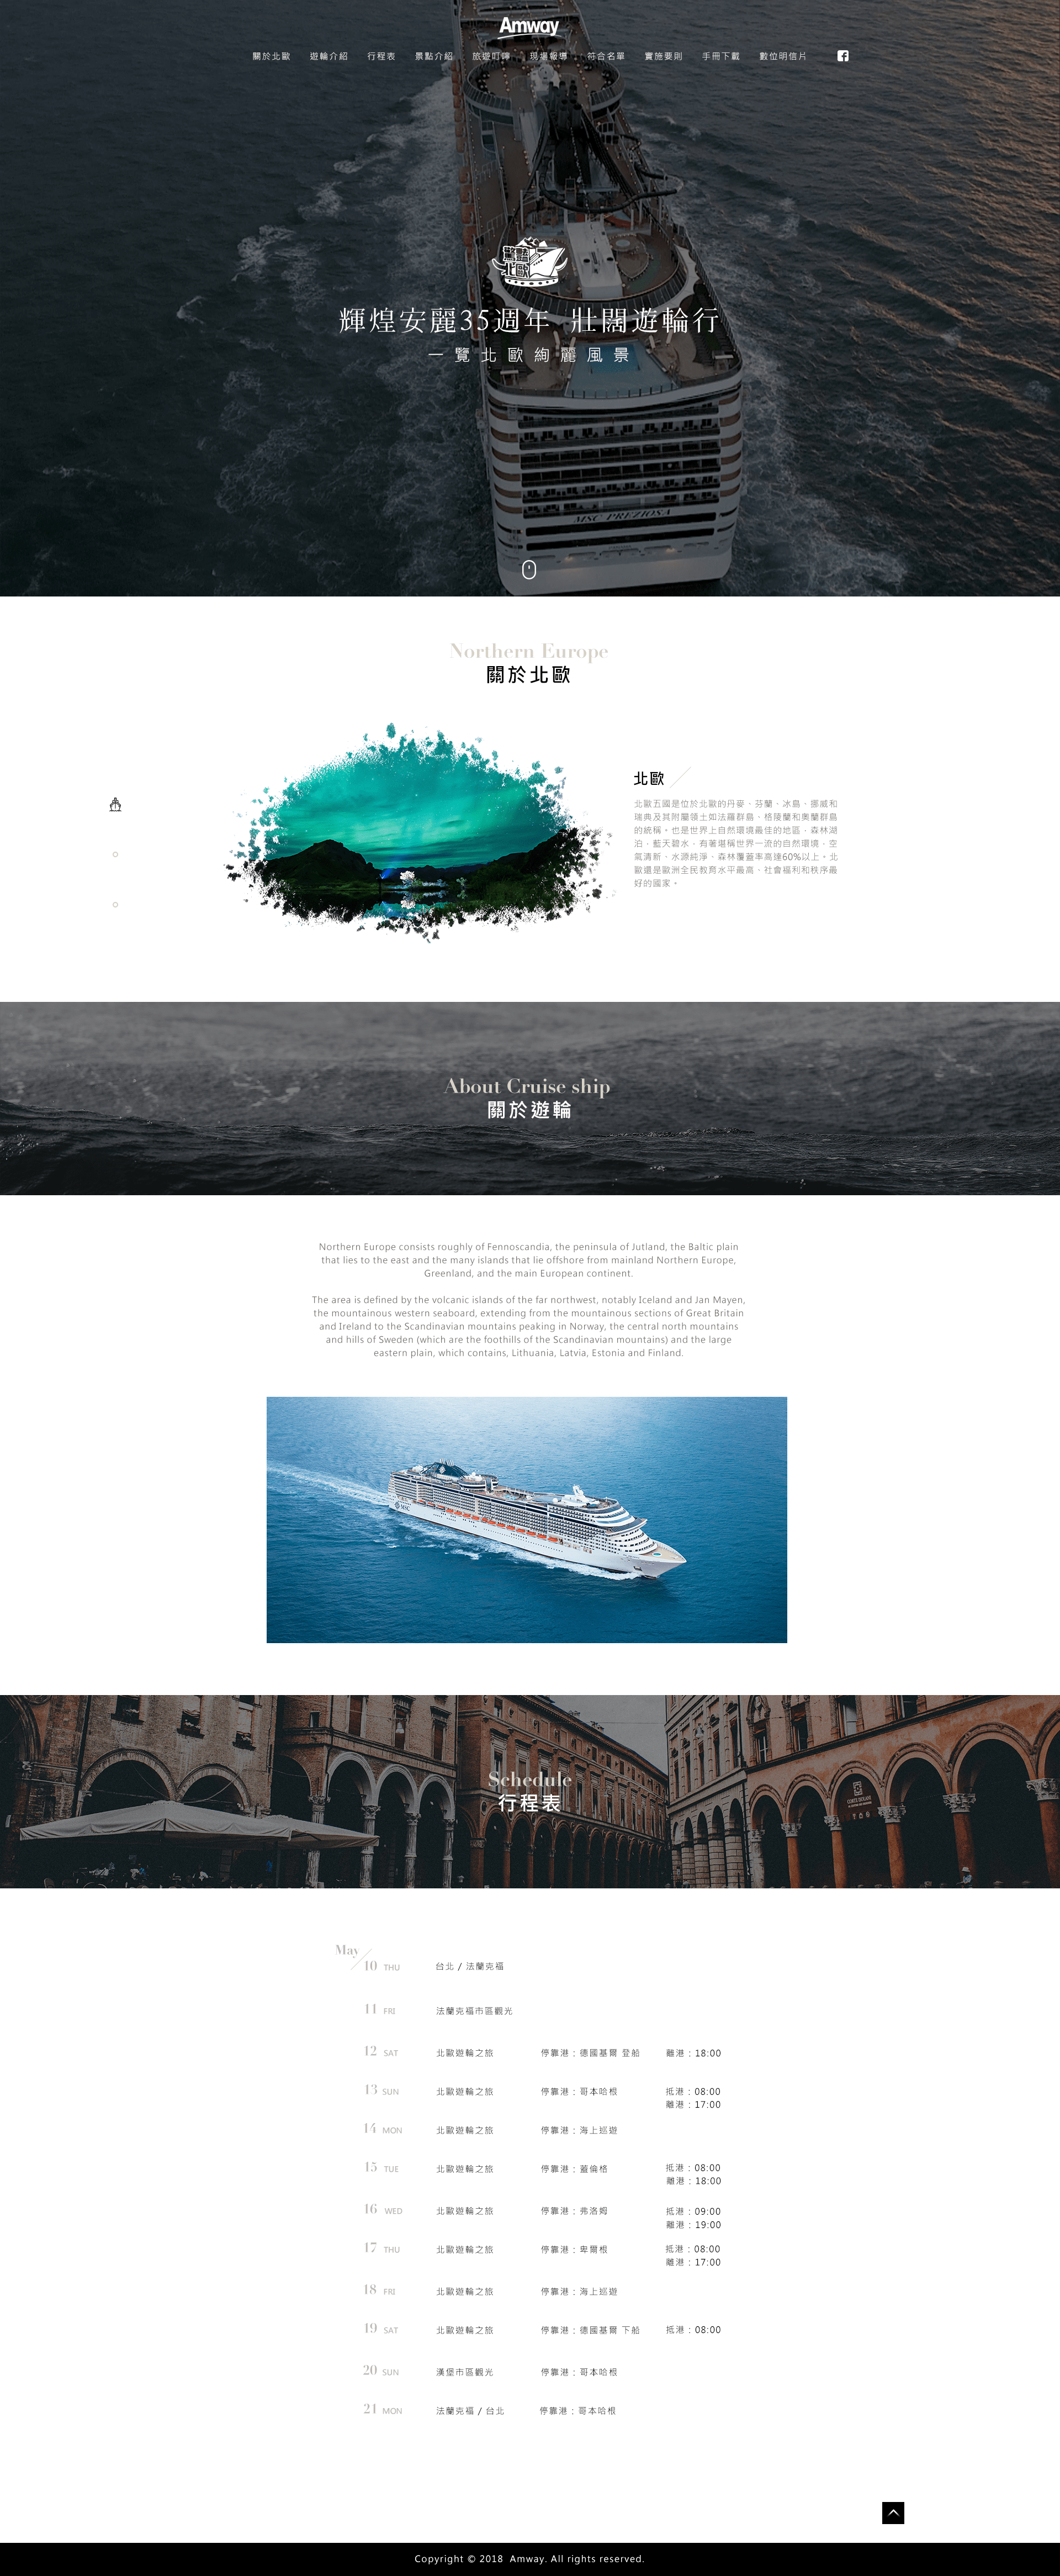 Amway
關於北歐 遊輪介紹 行程表 景點介紹 旅遊叮嚀 現場報導 符合名單 實施要則 手冊下載 數位明信片
驚豔北歐
輝煌安麗35週年 壯闊遊輪行
一覽北歐絢麗風景
MSC PREZIOSA
Northern Europe
關於北歐
北歐
北歐五國是位於北歐的丹麥、芬蘭、冰島、挪威和
瑞典及其附屬領土如法羅群島、格陵蘭和奧蘭群島
的統稱。也是世界上自然環境最佳的地區，森林湖
泊，藍天碧水，有著堪稱世界一流的自然環境，空
氣清新、水源純淨、森林覆蓋率高達60%以上。北
歐還是歐洲全民教育水平最高、社會福利和秩序最
好的國家。
About Cruise ship
關於遊輪
Northern Europe consists roughly of Fennoscandia, the peninsula of Jutland, the Baltic plain
that lies to the east and the many islands that lie offshore from mainland Northern Europe,
Greenland, and the main European continent.
The area is defined by the volcanic islands of the far northwest, notably Iceland and Jan Mayen,
the mountainous western seaboard, extending from the mountainous sections of Great Britain
and Ireland to the Scandinavian mountains peaking in Norway, the central north mountains
and hills of Sweden (which are the foothills of the Scandinavian mountains) and the large
eastern plain, which contains, Lithuania, Latvia, Estonia and Finland.
MSC
Schedule
行程表
May
10 THU 台北 / 法蘭克福
11 FRI 法蘭克福市區觀光
12 SAT 北歐遊輪之旅 停靠港：德國基爾 登船 離港：18:00
13 SUN 北歐遊輪之旅 停靠港：哥本哈根 抵港：08:00
離港：17:00
14 MON 北歐遊輪之旅 停靠港：海上巡遊
15 TUE 北歐遊輪之旅 停靠港：蓋倫格 抵港：08:00
離港：18:00
16 WED 北歐遊輪之旅 停靠港：弗洛姆 抵港：09:00
離港：19:00
17 THU 北歐遊輪之旅 停靠港：卑爾根 抵港：08:00
離港：17:00
18 FRI 北歐遊輪之旅 停靠港：海上巡遊
19 SAT 北歐遊輪之旅 停靠港：德國基爾 下船 抵港：08:00
20 SUN 漢堡市區觀光 停靠港：哥本哈根
21 MON 法蘭克福 / 台北 停靠港：哥本哈根
Copyright © 2018 Amway. All rights reserved.